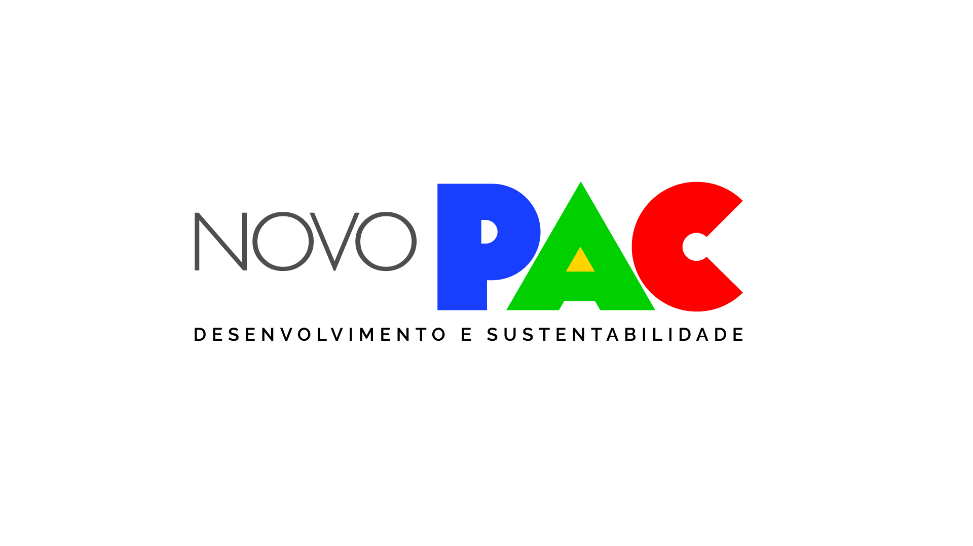 NOVO PAC
DESENVOLVIMENTO E SUSTENTABILIDADE